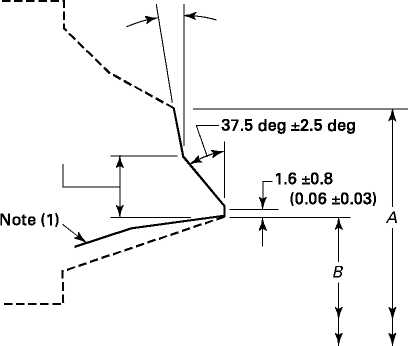 37.5 deg ±2.5 deg
1.6 ±0.8
(0.06 ±0.03)
Note (1)
A
B